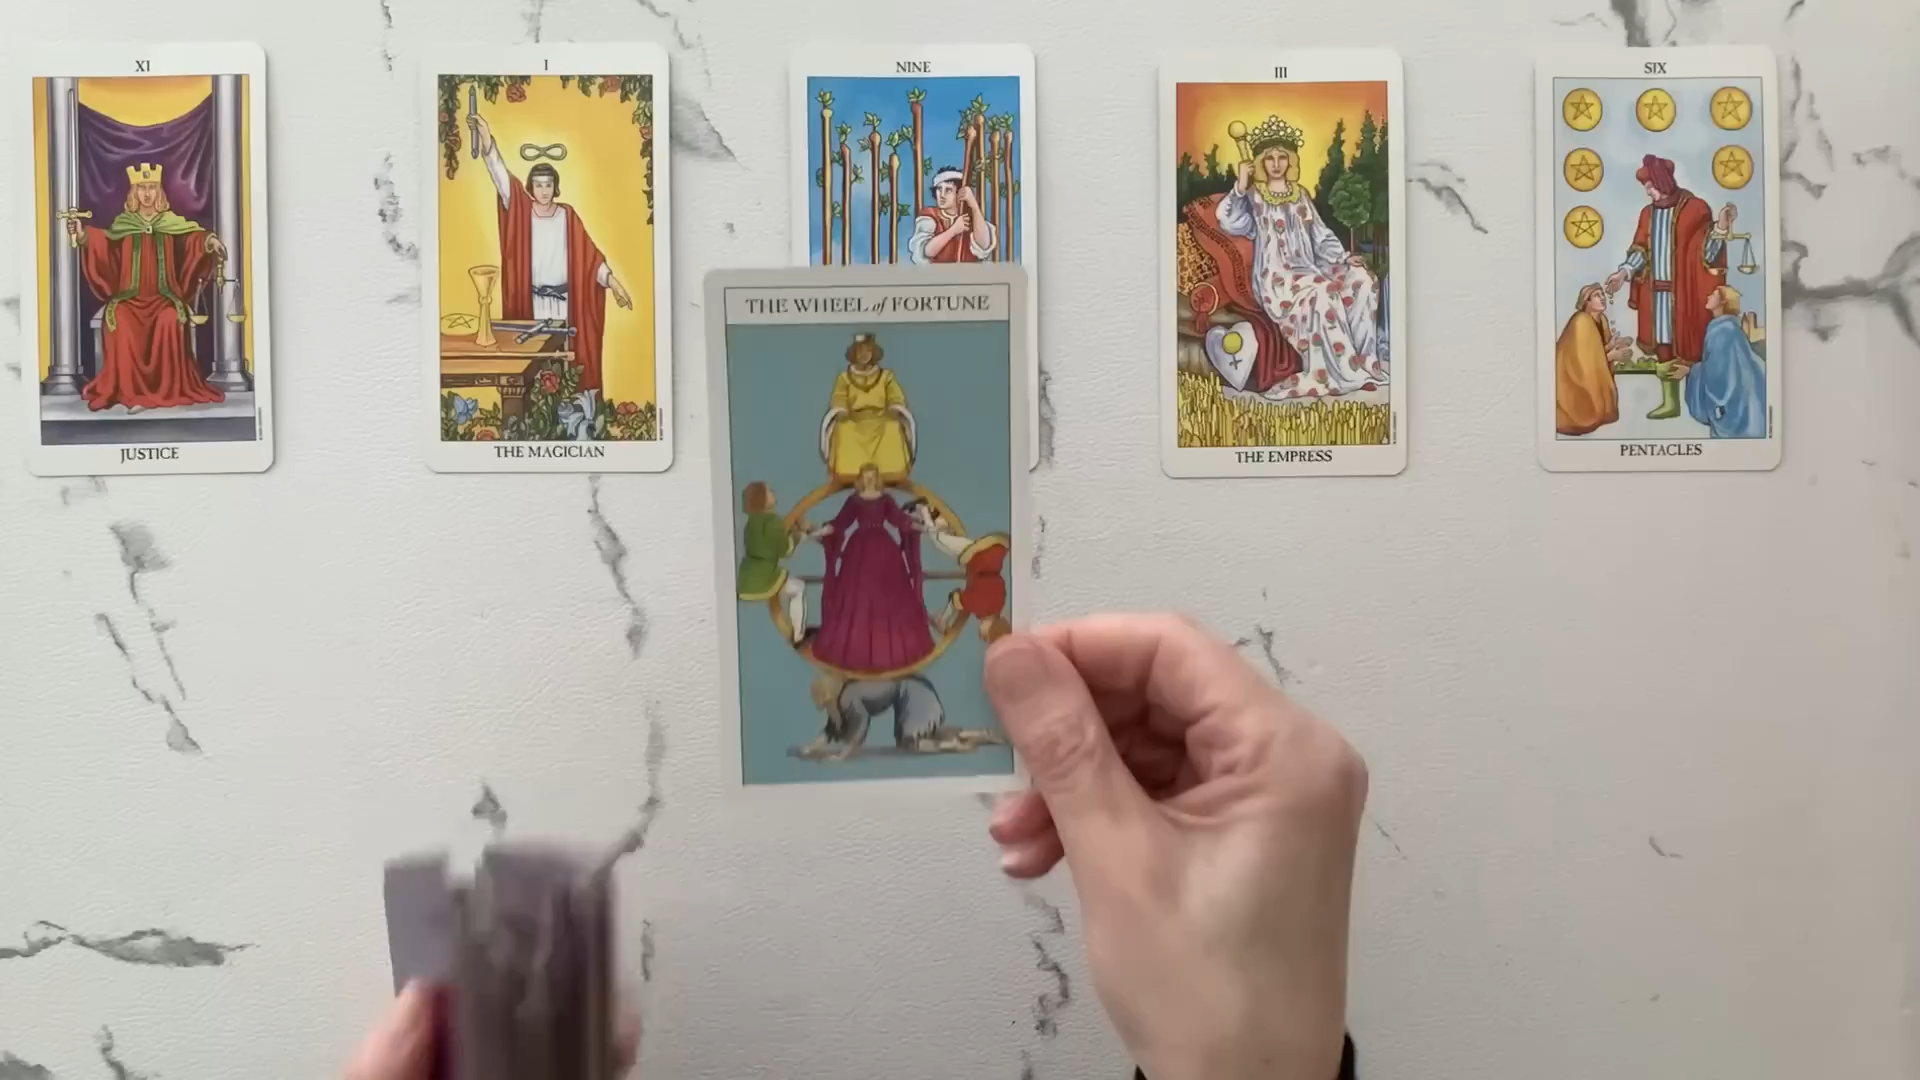 XI
JUSTICE
I
THE MAGICIAN
NINE
THE WHEEL of FORTUNE
III
THE EMPRESS
SIX
PENTACLES